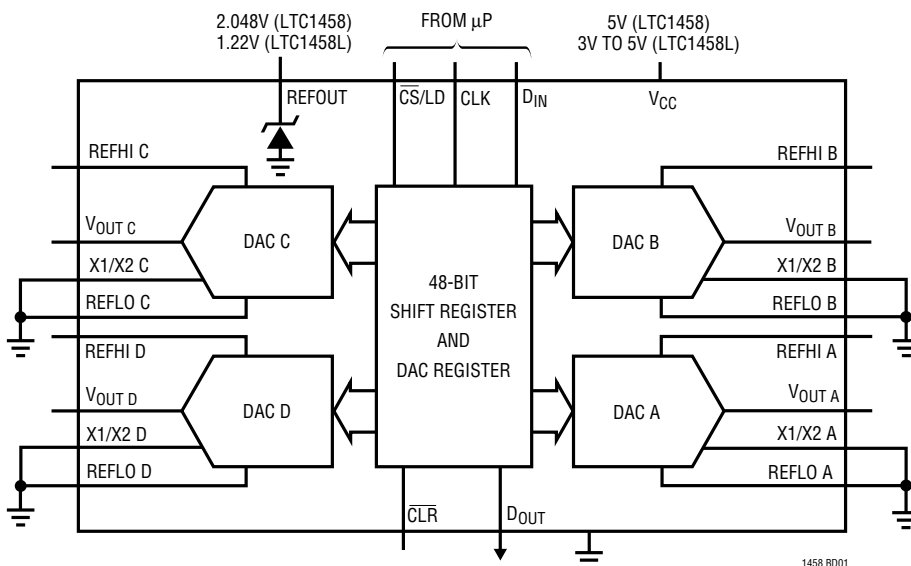 2.048V (LTC1458)
1.22V (LTC1458L)
FROM µP
5V (LTC1458)
3V TO 5V (LTC1458L)
REFOUT
CS/LD
CLK
DIN
VCC
REFHI C
REFHI B
VOUT C
DAC C
DAC B
VOUT B
X1/X2 C
X1/X2 B
REFLO C
REFLO B
48-BIT
SHIFT REGISTER
AND
DAC REGISTER
REFHI D
REFHI A
VOUT D
DAC D
DAC A
VOUT A
X1/X2 D
X1/X2 A
REFLO D
REFLO A
CLR
DOUT
1458 BD01